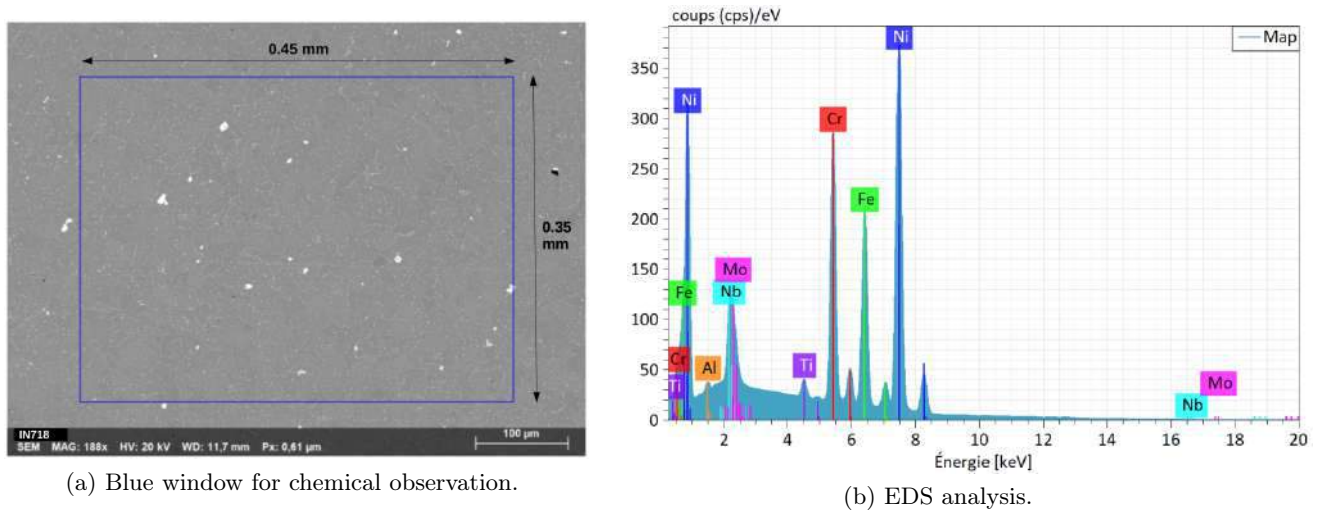 0.45 mm
0.35
mm
IN718
SEM MAG: 188x HV: 20 kV WD: 11,7 mm Px: 0,61 µm
100 µm
(a) Blue window for chemical observation.
coups (cps)/eV
Map
Ni
Ni
Cr
Fe
Mo
Fe
Nb
Cr
Al
Ti
Ti
Mo
Nb
350
300
250
200
150
100
50
0
2
4
6
8
10
12
14
16
18
20
Énergie [keV]
(b) EDS analysis.